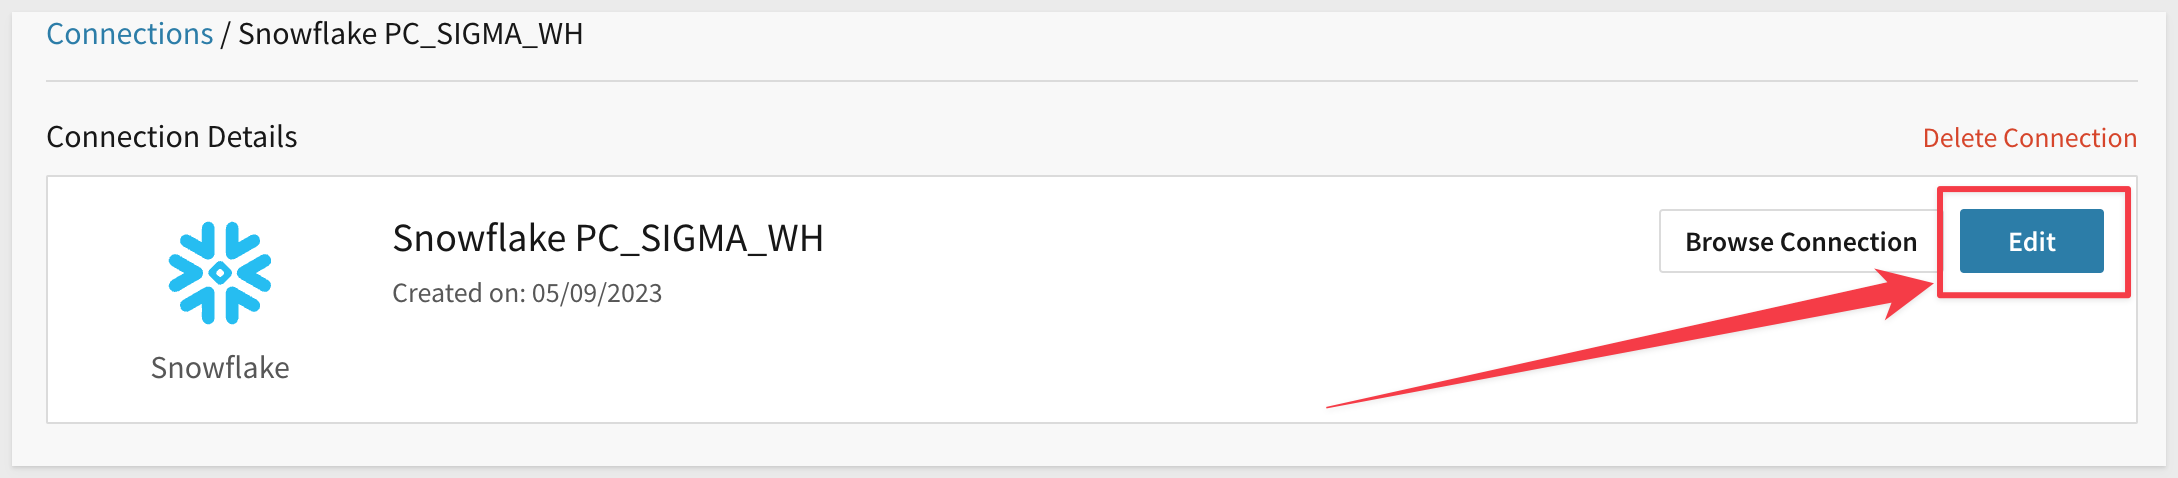 Connections / Snowflake PC_SIGMA_WH
Connection Details
Delete Connection
Snowflake PC_SIGMA_WH
Created on: 05/09/2023
Browse Connection
Edit
Snowflake